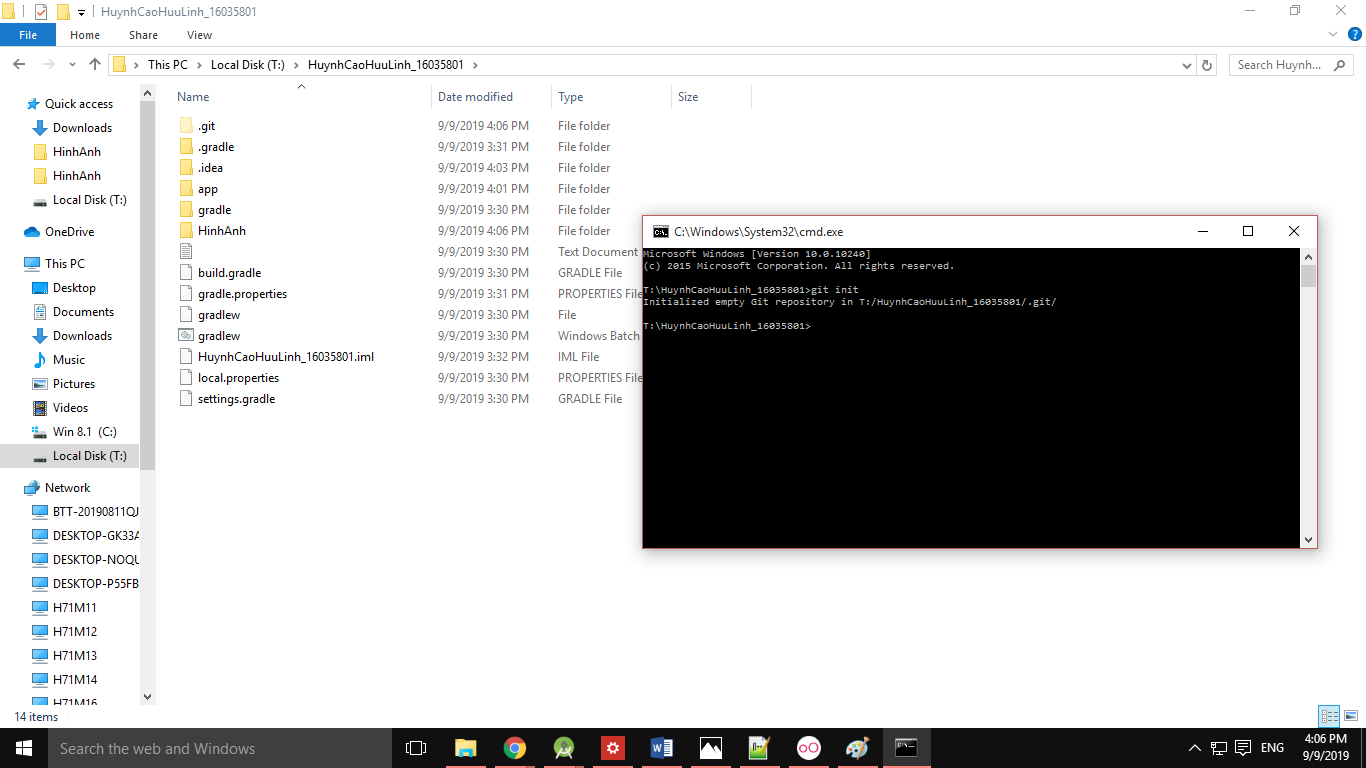 HuynhCaoHuuLinh_16035801
File Home Share View
This PC Local Disk (T:) HuynhCaoHuuLinh_16035801
Search Huynh...
Quick access
Downloads
HinhAnh
HinhAnh
Local Disk (T:)
OneDrive
This PC
Desktop
Documents
Downloads
Music
Pictures
Videos
Win 8.1 (C:)
Local Disk (T:)
Network
BTT-20190811QJ
DESKTOP-GK33A
DESKTOP-NOQU
DESKTOP-P55FB
H71M11
H71M12
H71M13
H71M14
H71M16
Name Date modified Type Size
.git 9/9/2019 4:06 PM File folder
.gradle 9/9/2019 3:31 PM File folder
.idea 9/9/2019 4:03 PM File folder
app 9/9/2019 4:01 PM File folder
gradle 9/9/2019 3:30 PM File folder
HinhAnh 9/9/2019 4:06 PM File folder
9/9/2019 3:30 PM Text Document
build.gradle 9/9/2019 3:30 PM GRADLE File
gradle.properties 9/9/2019 3:31 PM PROPERTIES File
gradlew 9/9/2019 3:30 PM File
gradlew 9/9/2019 3:30 PM Windows Batch
HuynhCaoHuuLinh_16035801.iml 9/9/2019 3:32 PM IML File
local.properties 9/9/2019 3:30 PM PROPERTIES File
settings.gradle 9/9/2019 3:30 PM GRADLE File
C:\Windows\System32\cmd.exe
Microsoft Windows [Version 10.0.10240]
(c) 2015 Microsoft Corporation. All rights reserved.
T:\HuynhCaoHuuLinh_16035801>git init
Initialized empty Git repository in T:/HuynhCaoHuuLinh_16035801/.git/
T:\HuynhCaoHuuLinh_16035801>
14 items
Search the web and Windows
ENG
4:06 PM
9/9/2019